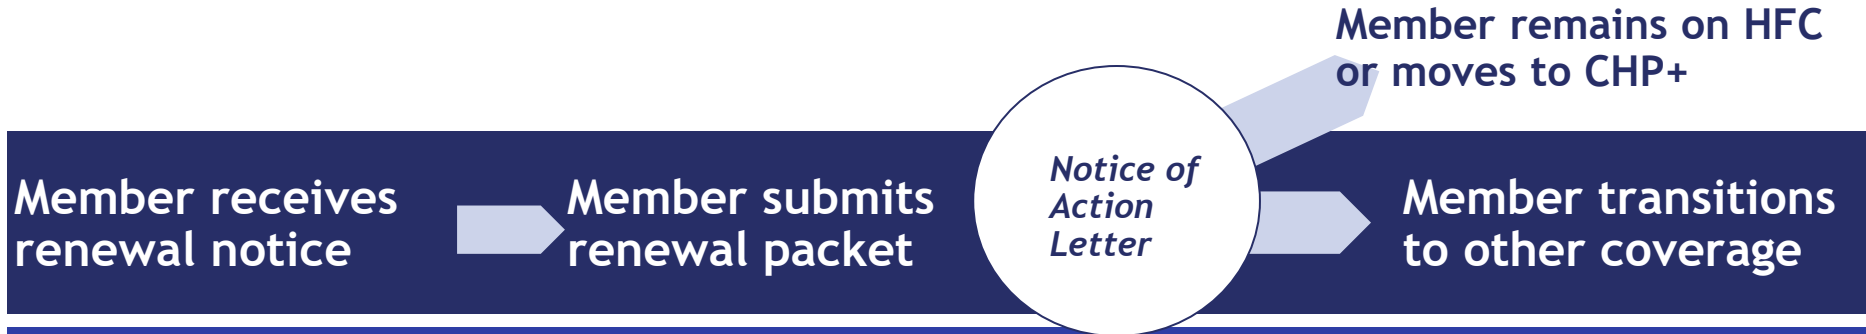 Member remains on HFC
or moves to CHP+
Member receives
renewal notice
Member submits
renewal packet
Notice of
Action
Letter
Member transitions
to other coverage